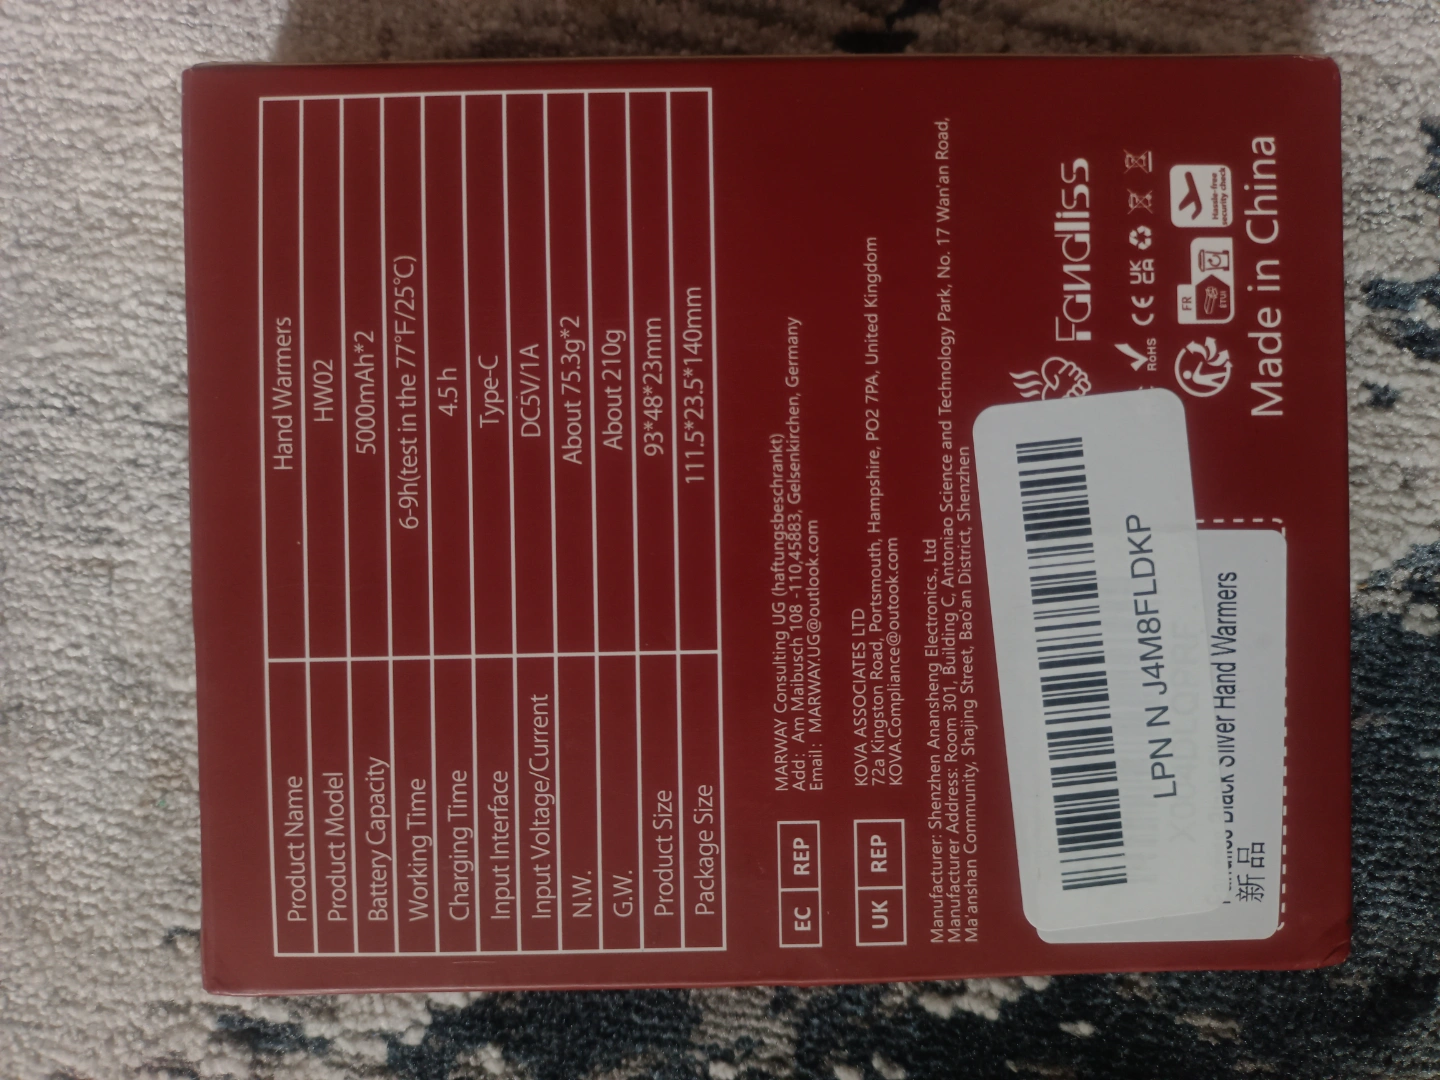 Product Name Hand Warmers
Product Model HW02
Battery Capacity 5000mAh*2
Working Time 6-9h(test in the 77°F/25°C)
Charging Time 4.5 h
Input Interface Type-C
Input Voltage/Current DC5V/1A
N.W. About 75.3g*2
G.W. About 210g
Product Size 93*48*23mm
Package Size 111.5*23.5*140mm
EC REP
MARWAY Consulting UG (haftungsbeschrankt)
Add: Am Maibusch 108 -110,45883, Gelsenkirchen, Germany
Email: MARWAY.UG@outlook.com
UK REP
KOVA ASSOCIATES LTD
72a Kingston Road, Portsmouth, Hampshire, PO2 7PA, United Kingdom
KOVA.Compliance@outook.com
Manufacturer: Shenzhen Anansheng Electronics., Ltd
Manufacturer Address: Room 301, Building C, Antoniao Science and Technology Park, No. 17 Wan'an Road,
Ma'anshan Community, Shajing Street, Bao'an District, Shenzhen
Fandliss
RoHS CE UK CA
FR
ETUI
Hassle-free
security check
Made in China
LPN N J4M8FLDKP
Black Silver Hand Warmers
新品